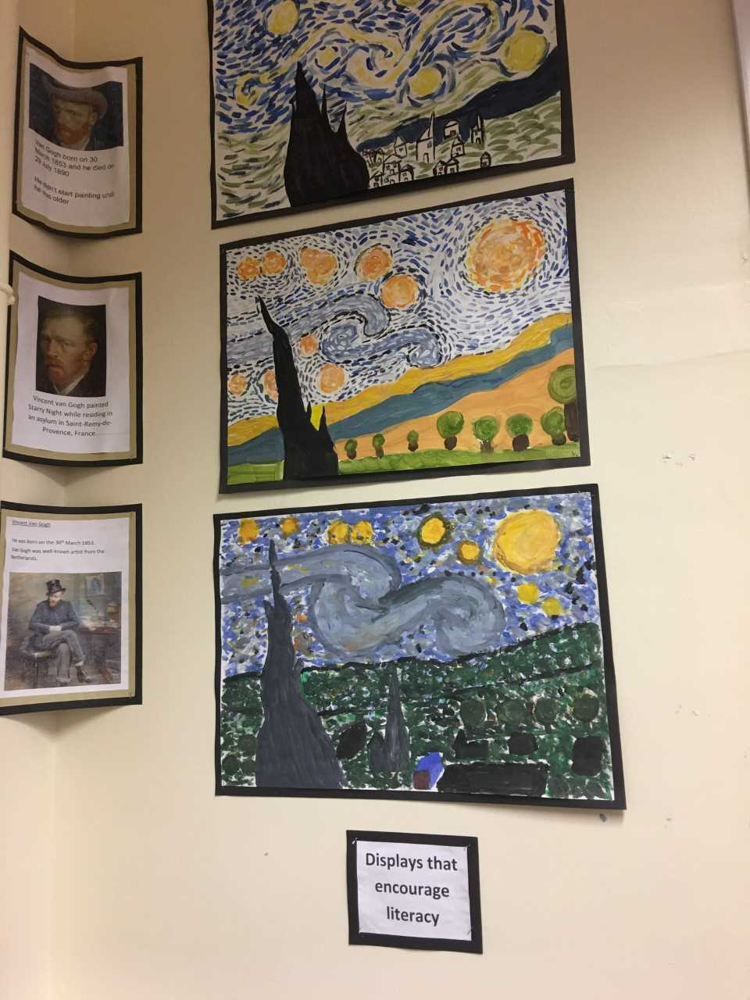 Van Gogh born on 30
March 1853 and he died on
29 July 1890
He didn't start painting until
he was older
Vincent van Gogh painted
Starry Night while residing in
an asylum in Saint-Remy-de-
Provence, France.
Vincent Van Gogh
He was born on the 30th March 1853.
Van Gogh was well-known artist from the
Netherlands.
Displays that
encourage
literacy